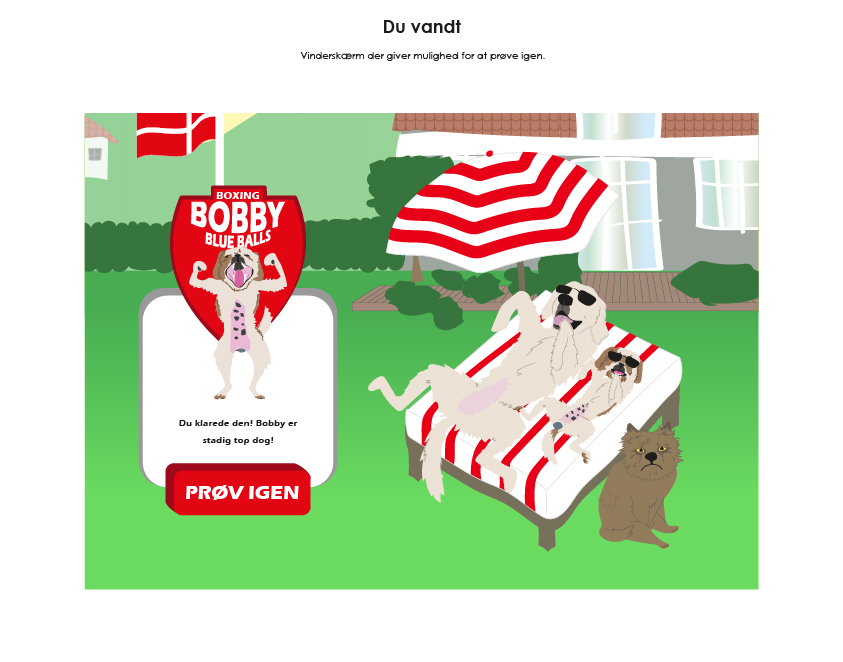 Du vandt
Vinderskærm der giver mulighed for at prøve igen.
BOXING
BOBBY
BLUE BALLS
Du klarede den! Bobby er
stadig top dog!
PRØV IGEN